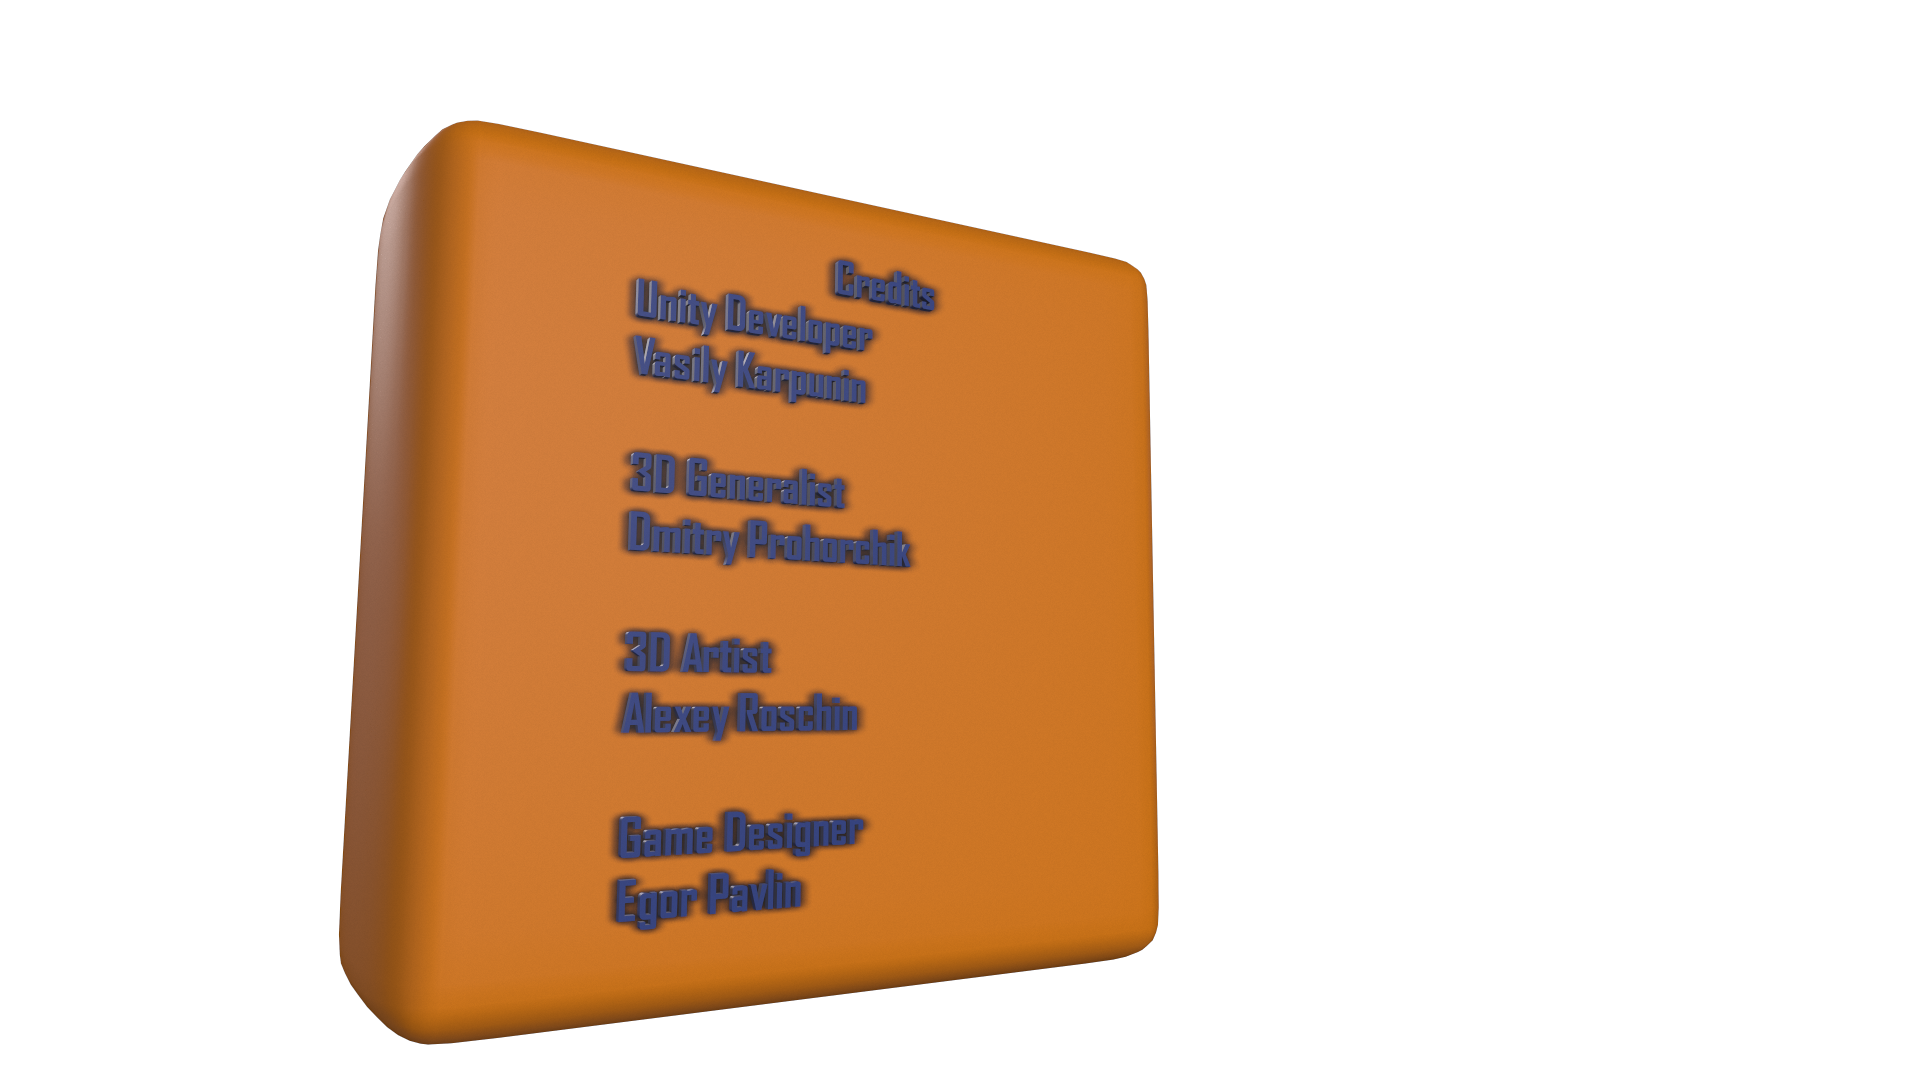 Credits
Unity Developer
Vasily Karpunin
3D Generalist
Dmitry Prohorchik
3D Artist
Alexey Roschin
Game Designer
Egor Pavlin